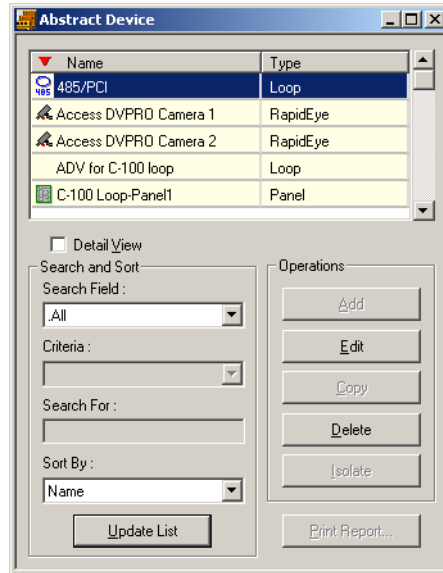 Abstract Device
Name Type
485 485/PCI Loop
Access DVPRO Camera 1 RapidEye
Access DVPRO Camera 2 RapidEye
ADV for C-100 loop Loop
C-100 Loop-Panel1 Panel
Detail View
Search and Sort
Search Field :
.All
Criteria :
Search For :
Sort By :
Name
Update List
Operations
Add
Edit
Copy
Delete
Isolate
Print Report...